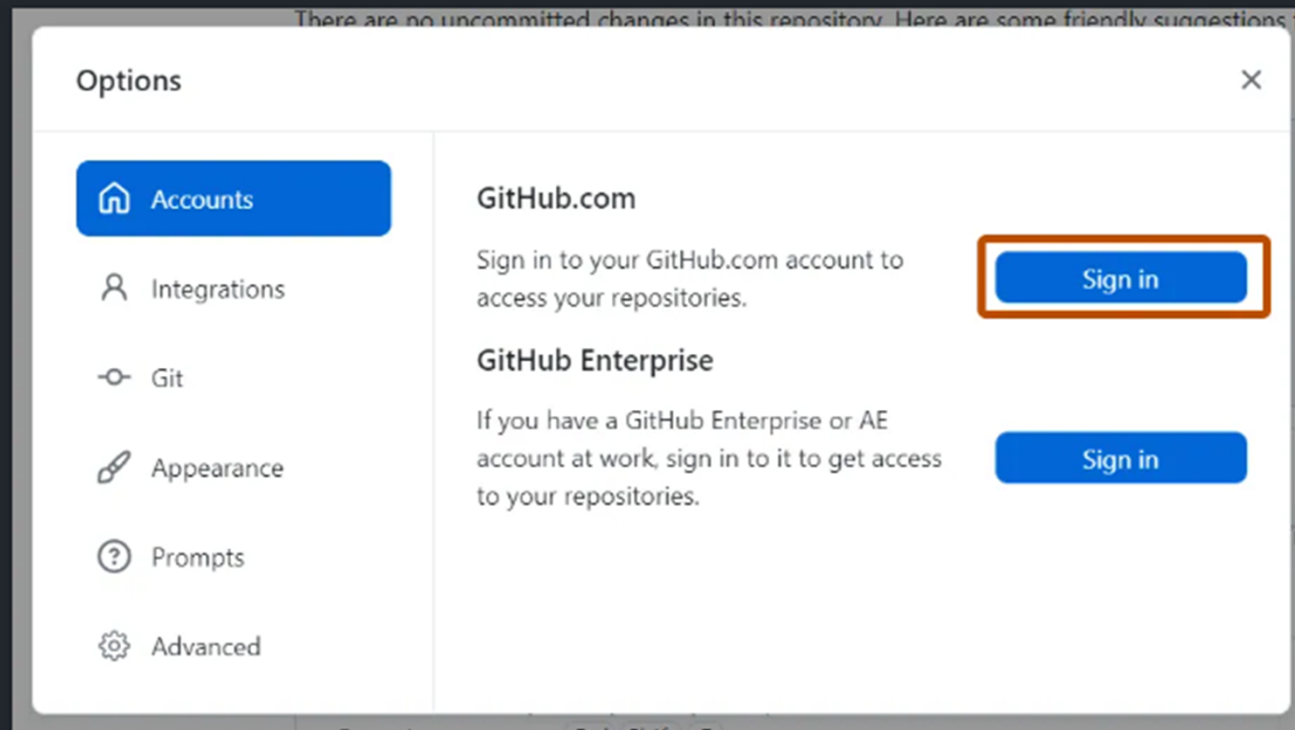 There are no uncommitted changes in this repository. Here are some friendly suggestions
Options
Accounts
Integrations
Git
Appearance
Prompts
Advanced
GitHub.com
Sign in to your GitHub.com account to
access your repositories.
Sign in
GitHub Enterprise
If you have a GitHub Enterprise or AE
account at work, sign in to it to get access
to your repositories.
Sign in